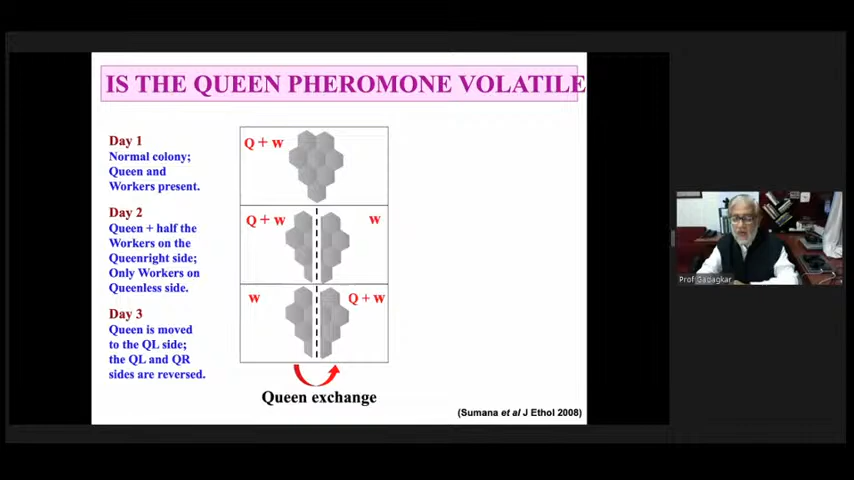 IS THE QUEEN PHEROMONE VOLATILE
Day 1
Normal colony;
Queen and
Workers present.
Q + w
Day 2
Queen + half the
Workers on the
Queenright side;
Only Workers on
Queenless side.
Q + w
w
Day 3
Queen is moved
to the QL side;
the QL and QR
sides are reversed.
w
Q + w
Queen exchange
(Sumana et al J Ethol 2008)
Prof Gadagkar